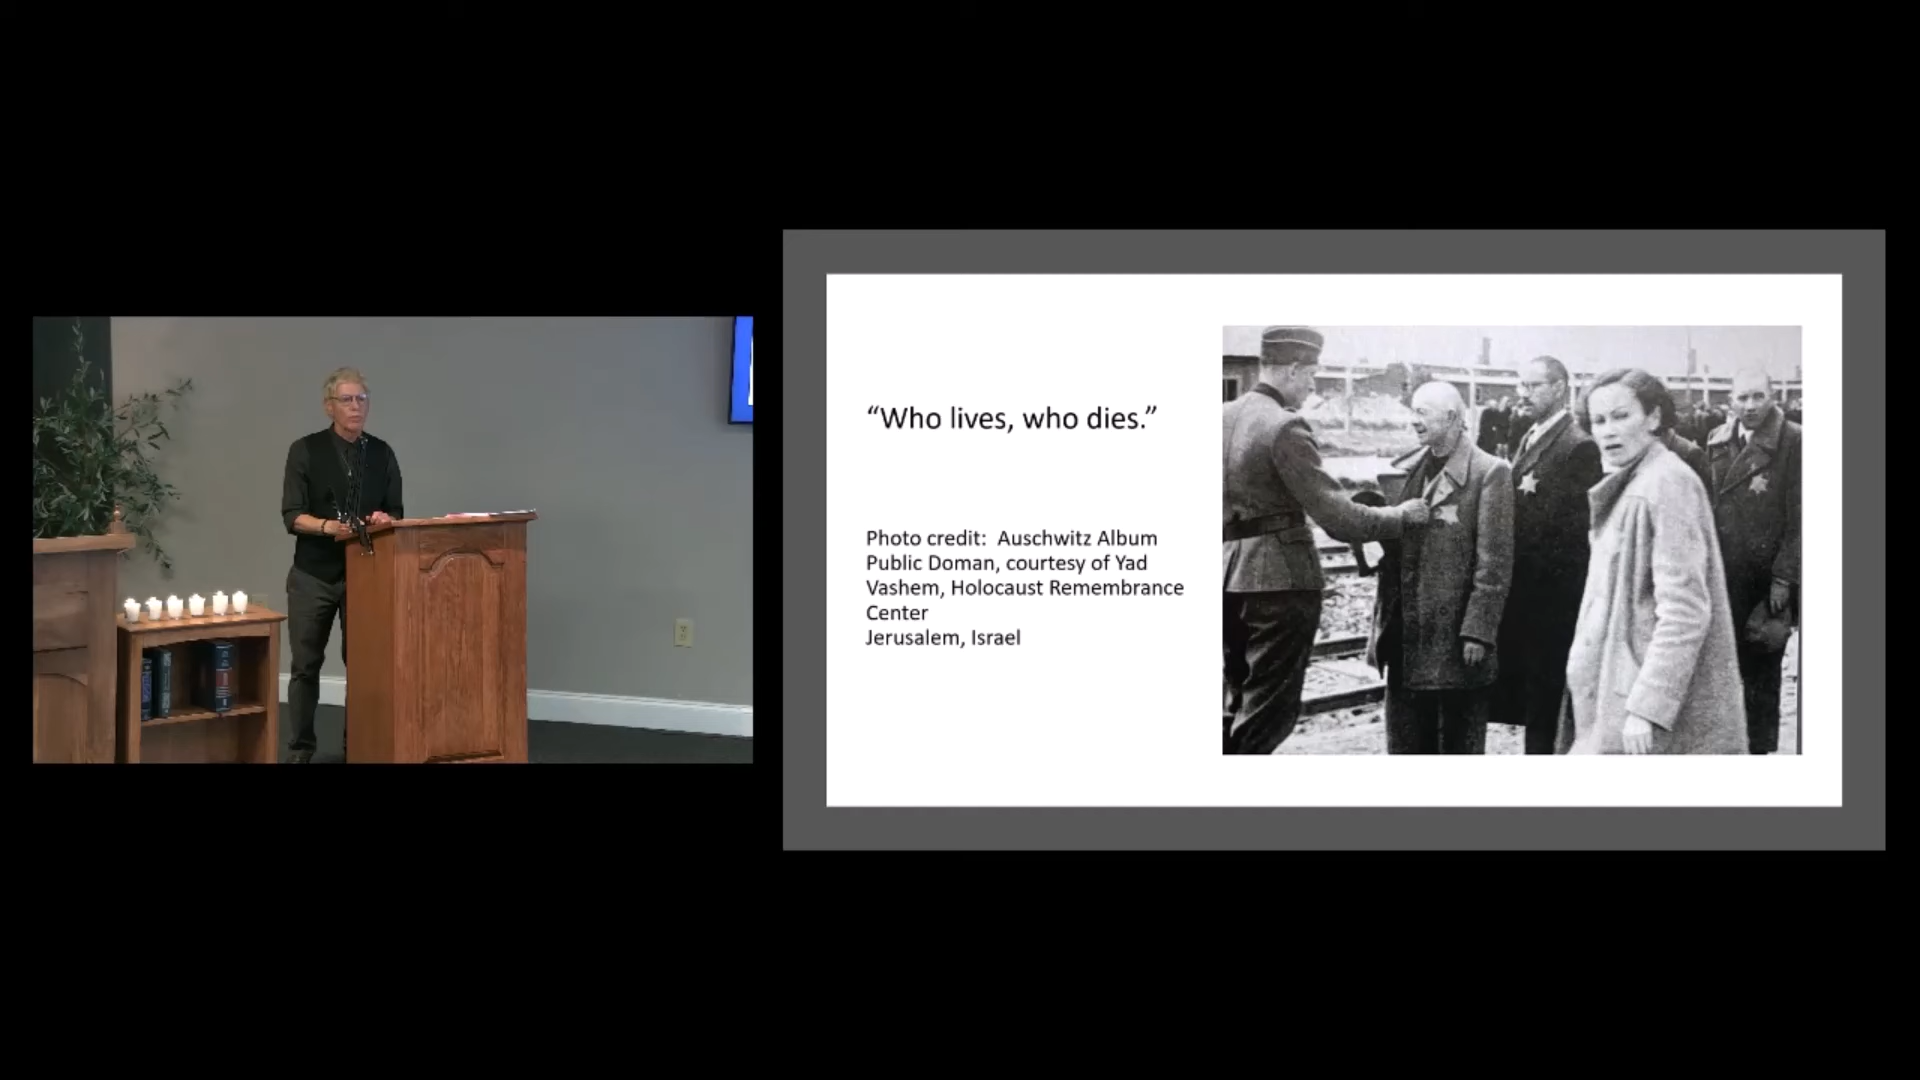 “Who lives, who dies.”
Photo credit:  Auschwitz Album
Public Doman, courtesy of Yad
Vashem, Holocaust Remembrance
Center
Jerusalem, Israel